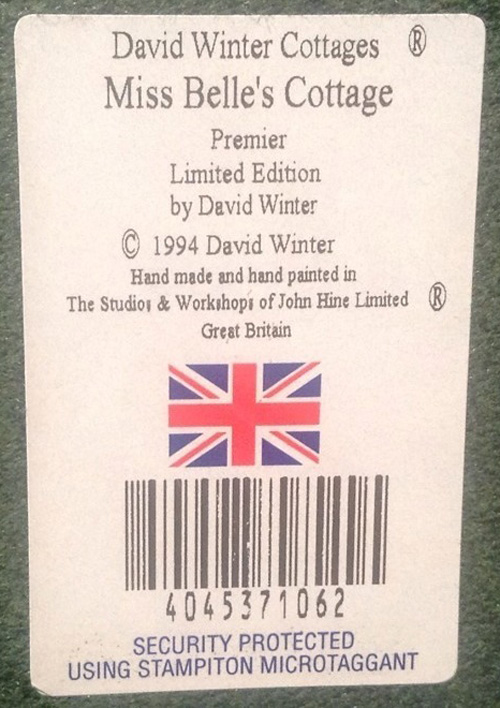 David Winter Cottages ®
Miss Belle's Cottage
Premier
Limited Edition
by David Winter
© 1994 David Winter
Hand made and hand painted in
The Studios & Workshops of John Hine Limited ®
Great Britain
4045371062
SECURITY PROTECTED
USING STAMPITON MICROTAGGANT